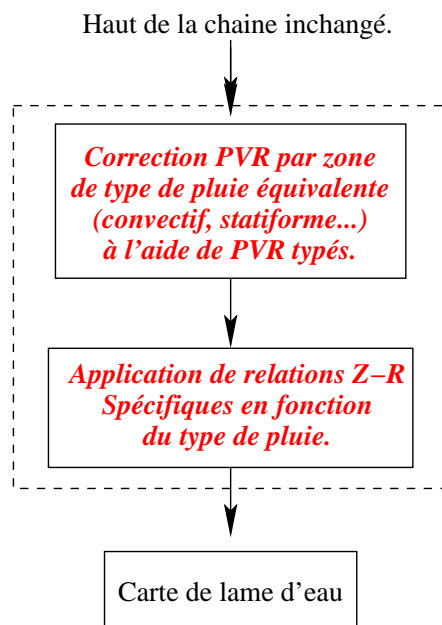 Haut de la chaine inchangé.
Correction PVR par zone
de type de pluie équivalente
(convectif, statiforme...)
à l'aide de PVR typés.
Application de relations Z−R
Spécifiques en fonction
du type de pluie.
Carte de lame d'eau